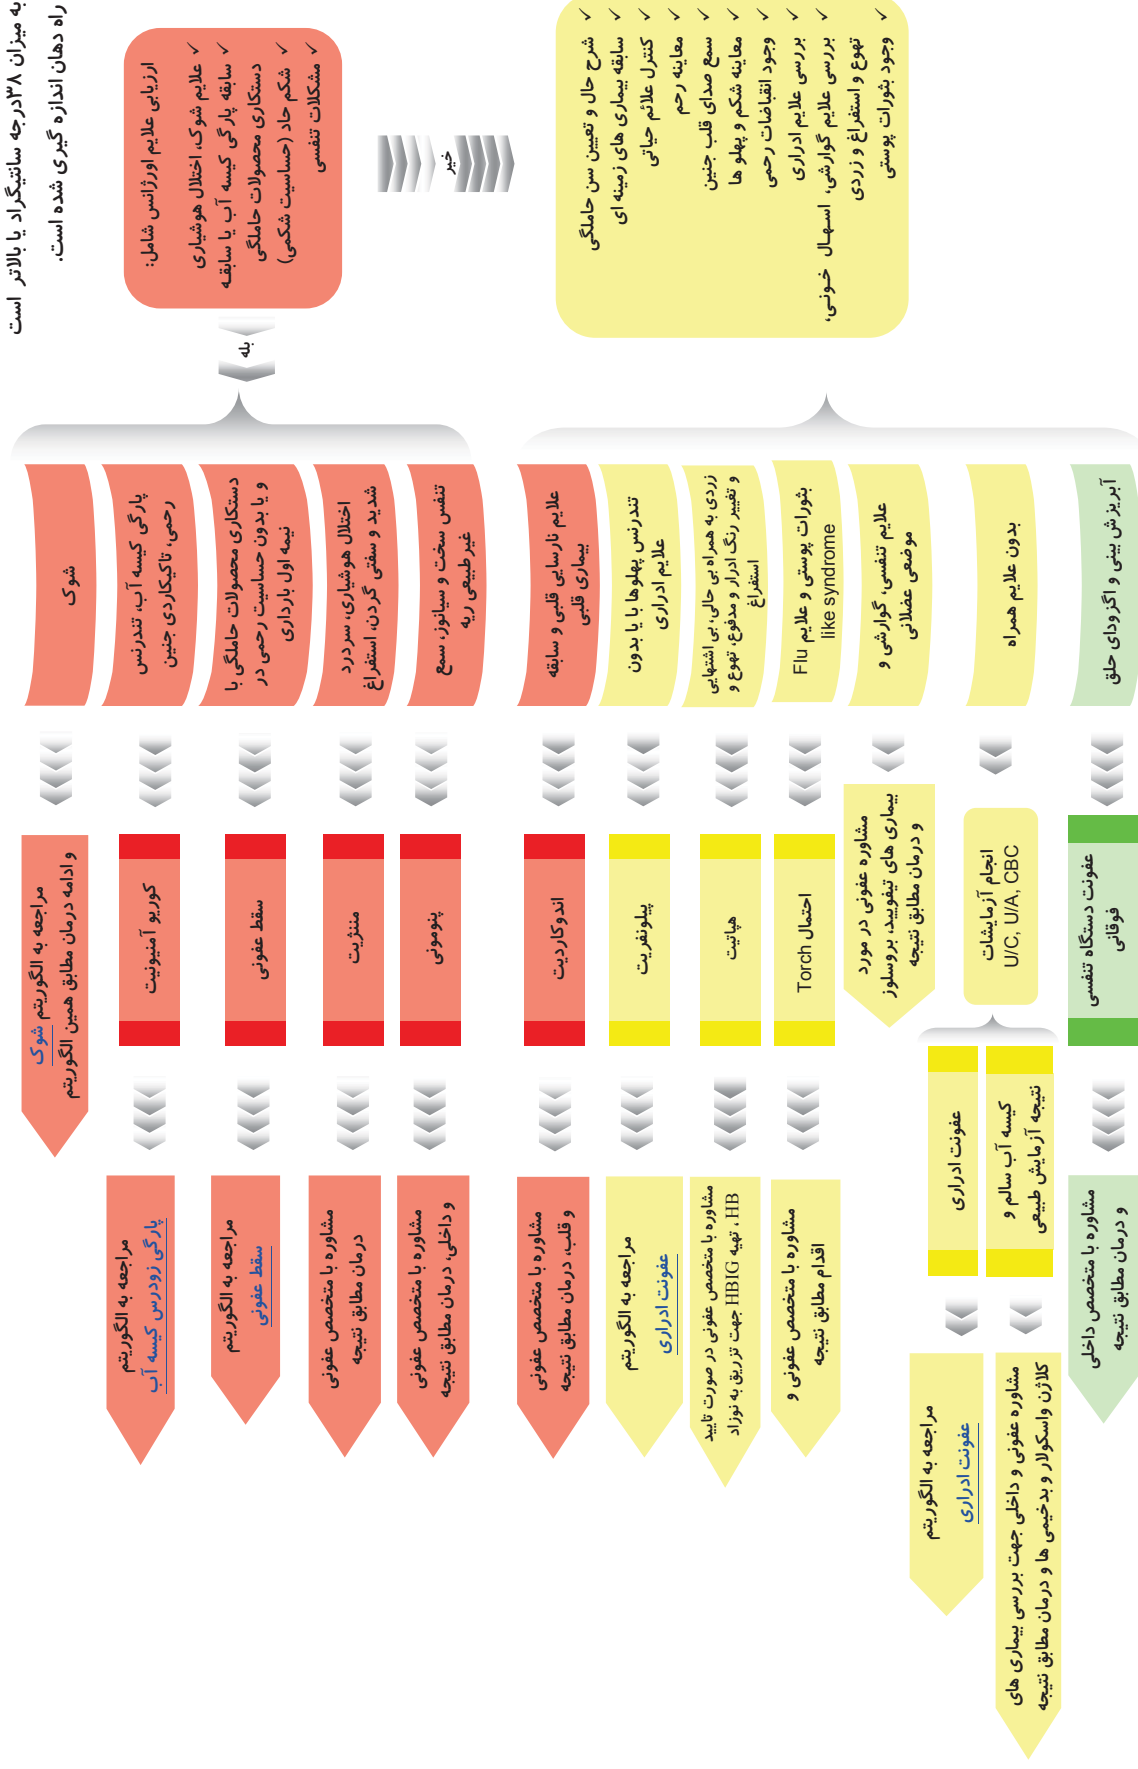 به میزان ۳۸درجه سانتیگراد یا بالاتر است
راه دهان اندازه گیری شده است.
ارزیابی علایم اورژانس شامل:
✓ علایم شوک، اختلال هوشیاری
✓ سابقه پارگی کیسه آب یا سابقه
دستکاری محصولات حاملگی
✓ شکم حاد (حساسیت شکمی)
✓ مشکلات تنفسی
بله
خیر
✓ شرح حال و تعیین سن حاملگی
✓ سابقه بیماری های زمینه ای
✓ کنترل علائم حیاتی
✓ معاینه رحم
✓ سمع صدای قلب جنین
✓ معاینه شکم و پهلو ها
✓ وجود انقباضات رحمی
✓ بررسی علایم ادراری
✓ بررسی علایم گوارشی، اسهال خونی،
تهوع و استفراغ و زردی
✓ وجود بثورات پوستی
شوک
پارگی کیسه آب، تندرنس
رحمی، تاکیکاردی جنین
دستکاری محصولات حاملگی با
و یا بدون حساسیت رحمی در
نیمه اول بارداری
اختلال هوشیاری، سردرد
شدید و سفتی گردن، استفراغ
تنفس سخت و سیانوز، سمع
غیر طبیعی ریه
علایم نارسایی قلبی و سابقه
بیماری قلبی
تندرنس پهلوها با یا بدون
علایم ادراری
زردی به همراه بی حالی، بی اشتهایی
و تغییر رنگ ادرار و مدفوع، تهوع و
استفراغ
بثورات پوستی و علایم Flu
like syndrome
علایم تنفسی، گوارشی و
موضعی عضلانی
بدون علایم همراه
آبریزش بینی و اگزودای حلق
مراجعه به الگوریتم شوک
و ادامه درمان مطابق همین الگوریتم
کوریو آمنیونیت
سقط عفونی
مننژیت
پنومونی
اندوکاردیت
پیلونفریت
هپاتیت
احتمال Torch
مشاوره عفونی در مورد
بیماری های تیفویید، بروسلوز
و درمان مطابق نتیجه
انجام آزمایشات
U/C, U/A, CBC
عفونت دستگاه تنفسی
فوقانی
عفونت ادراری
کیسه آب سالم و
نتیجه آزمایش طبیعی
مراجعه به الگوریتم
پارگی زودرس کیسه آب
مراجعه به الگوریتم
سقط عفونی
مشاوره با متخصص عفونی
درمان مطابق نتیجه
مشاوره با متخصص عفونی
و داخلی، درمان مطابق نتیجه
مشاوره با متخصص عفونی
و قلب، درمان مطابق نتیجه
مراجعه به الگوریتم
عفونت ادراری
مشاوره با متخصص عفونی در صورت تایید
HB ، تهیه HBIG جهت تزریق به نوزاد
مشاوره با متخصص عفونی و
اقدام مطابق نتیجه
مراجعه به الگوریتم
عفونت ادراری
مشاوره عفونی و داخلی جهت بررسی بیماری های
کلاژن واسکولار و بدخیمی ها و درمان مطابق نتیجه
مشاوره با متخصص داخلی
و درمان مطابق نتیجه